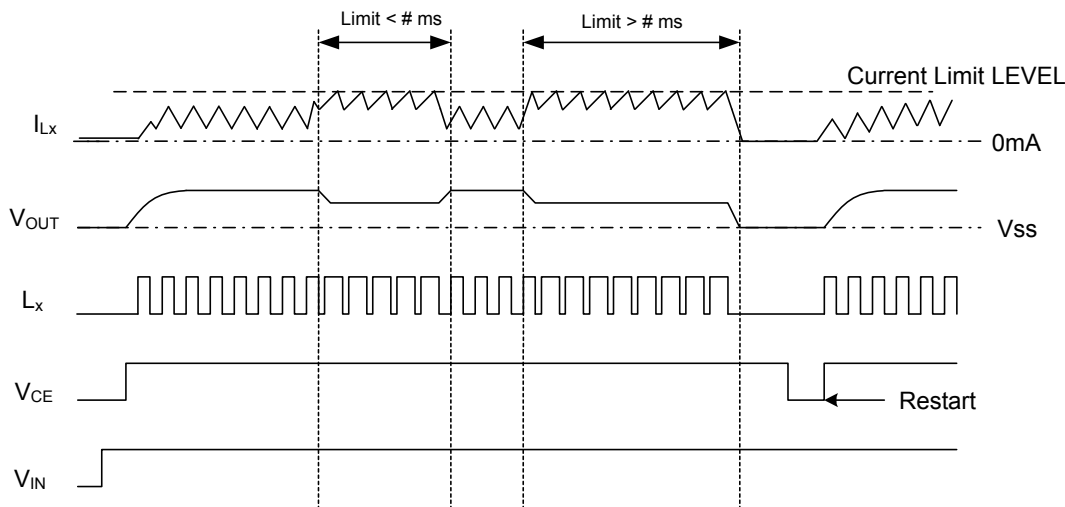 Limit < # ms
Limit > # ms
Current Limit LEVEL
ILx
0mA
VOUT
Vss
Lx
VCE
Restart
VIN